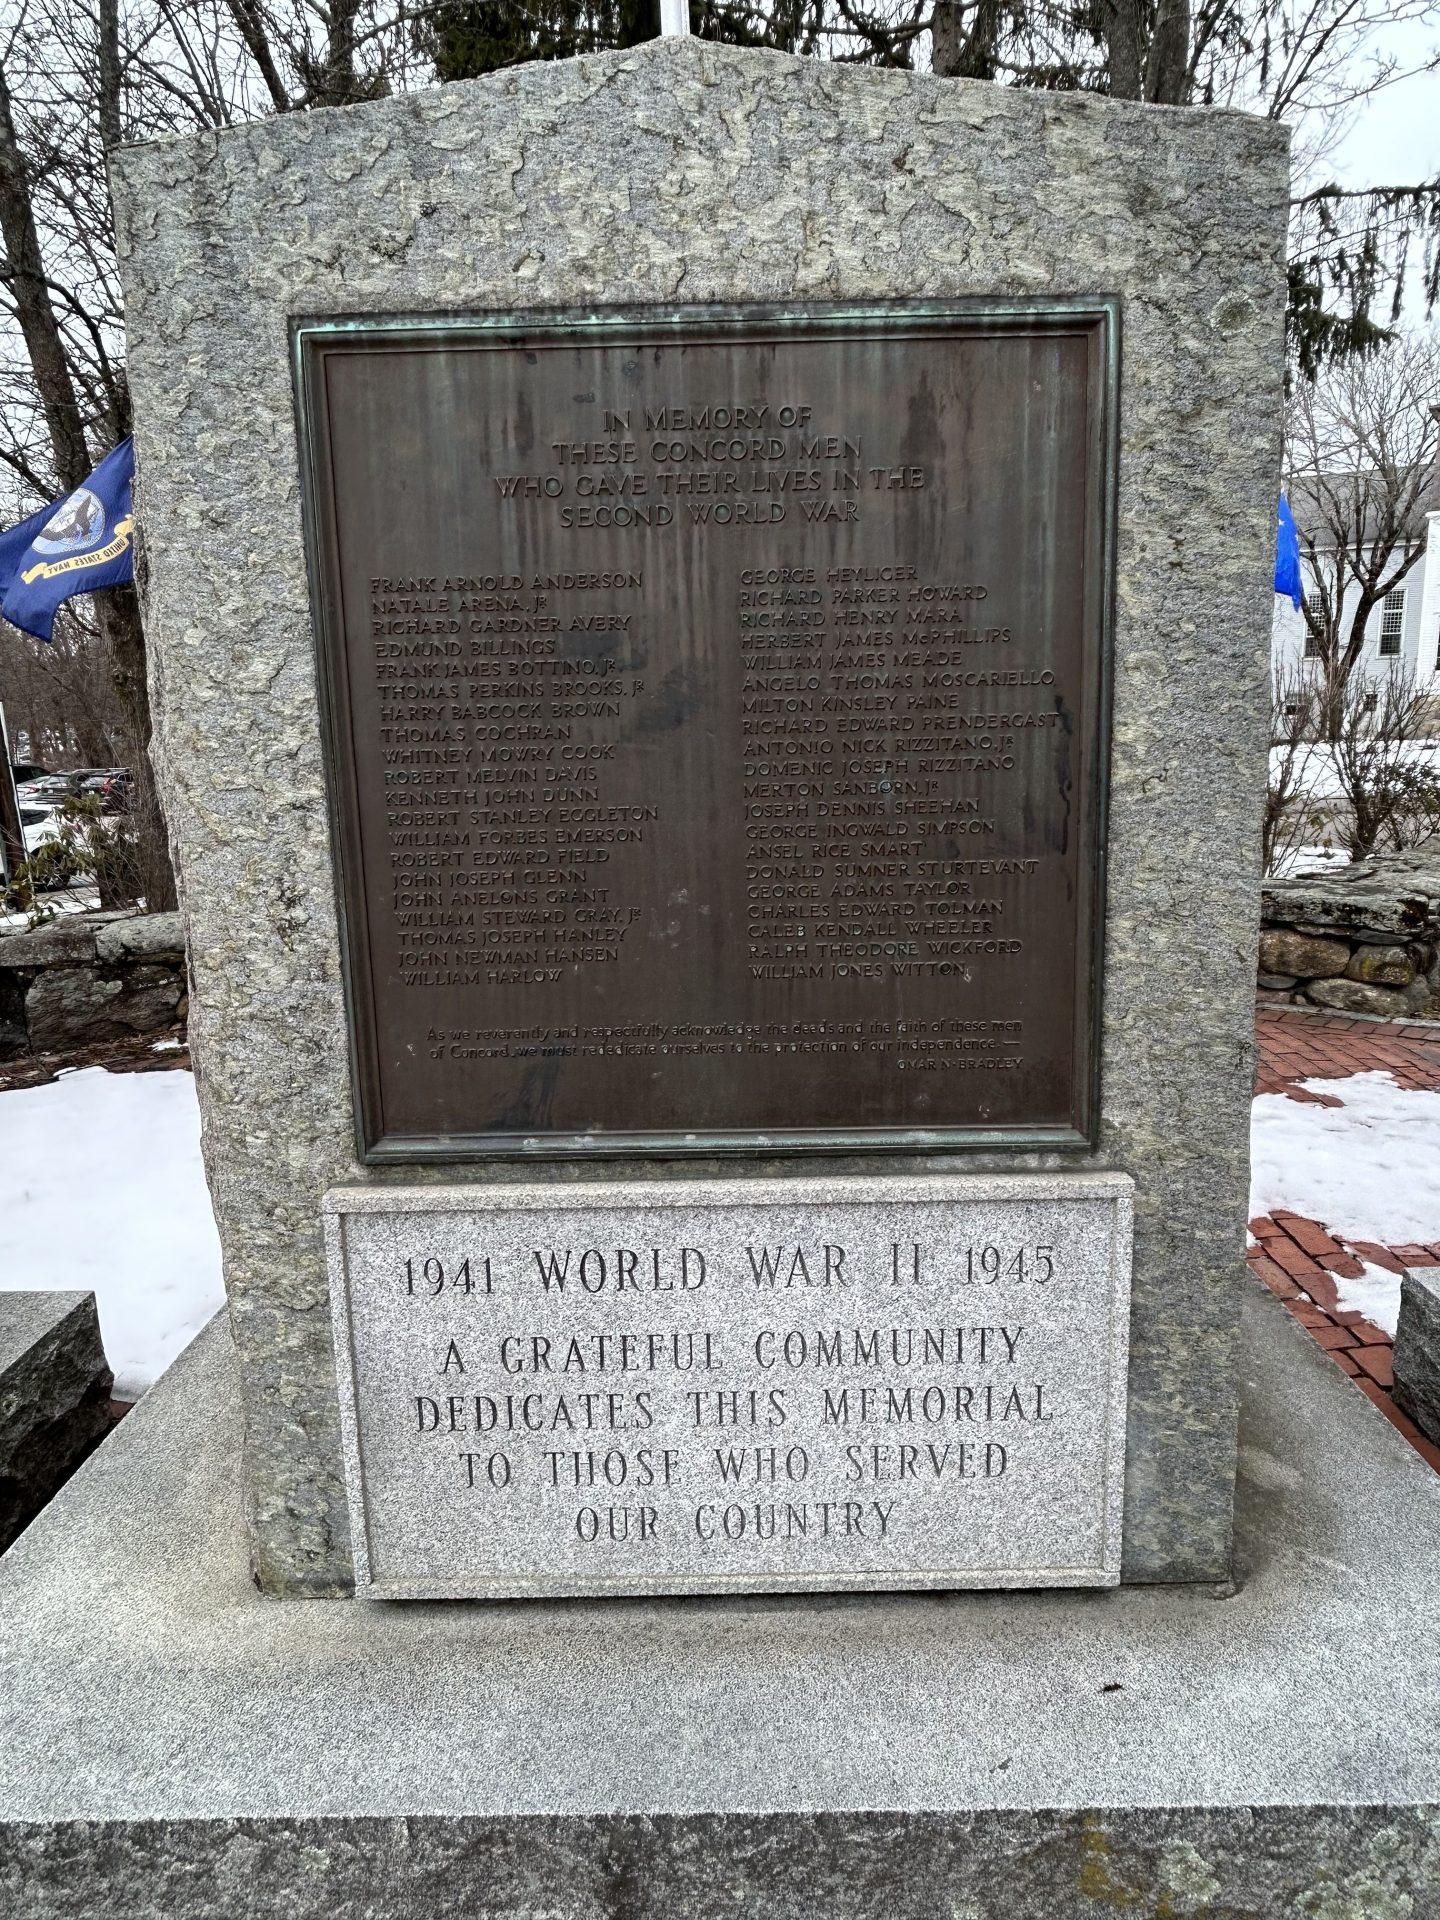 IN MEMORY OF
THESE CONCORD MEN
WHO GAVE THEIR LIVES IN THE
SECOND WORLD WAR
FRANK ARNOLD ANDERSON
NATALE ARENA, JR
RICHARD GARDNER AVERY
EDMUND BILLINGS
FRANK JAMES BOTTINO, JR
THOMAS PERKINS BROOKS, JR
HARRY BABCOCK BROWN
THOMAS COCHRAN
WHITNEY MOWRY COOK
ROBERT MELVIN DAVIS
KENNETH JOHN DUNN
ROBERT STANLEY EGGLETON
WILLIAM FORBES EMERSON
ROBERT EDWARD FIELD
JOHN JOSEPH GLENN
JOHN ANELONS GRANT
WILLIAM STEWARD GRAY, JR
THOMAS JOSEPH HANLEY
JOHN NEWMAN HANSEN
WILLIAM HARLOW
GEORGE HEYLIGER
RICHARD PARKER HOWARD
RICHARD HENRY MARA
HERBERT JAMES McPHILLIPS
WILLIAM JAMES MEADE
ANGELO THOMAS MOSCARIELLO
MILTON KINSLEY PAINE
RICHARD EDWARD PRENDERGAST
ANTONIO NICK RIZZITANO, JR
DOMENIC JOSEPH RIZZITANO
MERTON SANBORN, JR
JOSEPH DENNIS SHEEHAN
GEORGE INGWALD SIMPSON
ANSEL RICE SMART
DONALD SUMNER STURTEVANT
GEORGE ADAMS TAYLOR
CHARLES EDWARD TOLMAN
CALEB KENDALL WHEELER
RALPH THEODORE WICKFORD
WILLIAM JONES WITTON
As we reverently and respectfully acknowledge the deeds and the faith of these men
of Concord, we must rededicate ourselves to the protection of our independence. —
OMAR N. BRADLEY
1941 WORLD WAR II 1945
A GRATEFUL COMMUNITY
DEDICATES THIS MEMORIAL
TO THOSE WHO SERVED
OUR COUNTRY
UNITED STATES NAVY